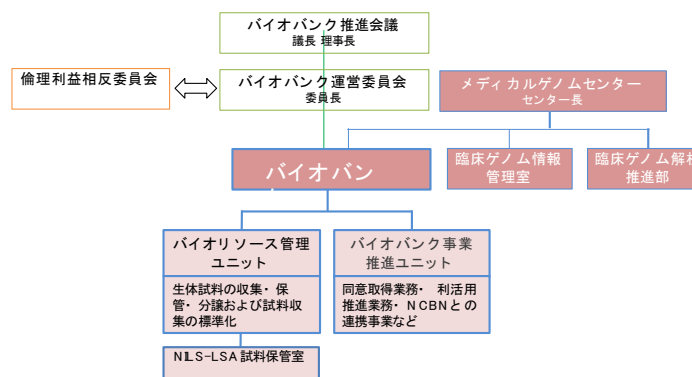 バイオバンク推進会議
議長 理事長
倫理利益相反委員会
バイオバンク運営委員会
委員長
メディカルゲノムセンター
センター長
バイオバン
臨床ゲノム情報
管理室
臨床ゲノム解析
推進部
バイオリソース管理
ユニット
バイオバンク事業
推進ユニット
生体試料の収集・保
管・分譲および試料収
集の標準化
同意取得業務・ 利活用
推進業務・NCBNとの
連携事業など
NILS-LSA試料保管室